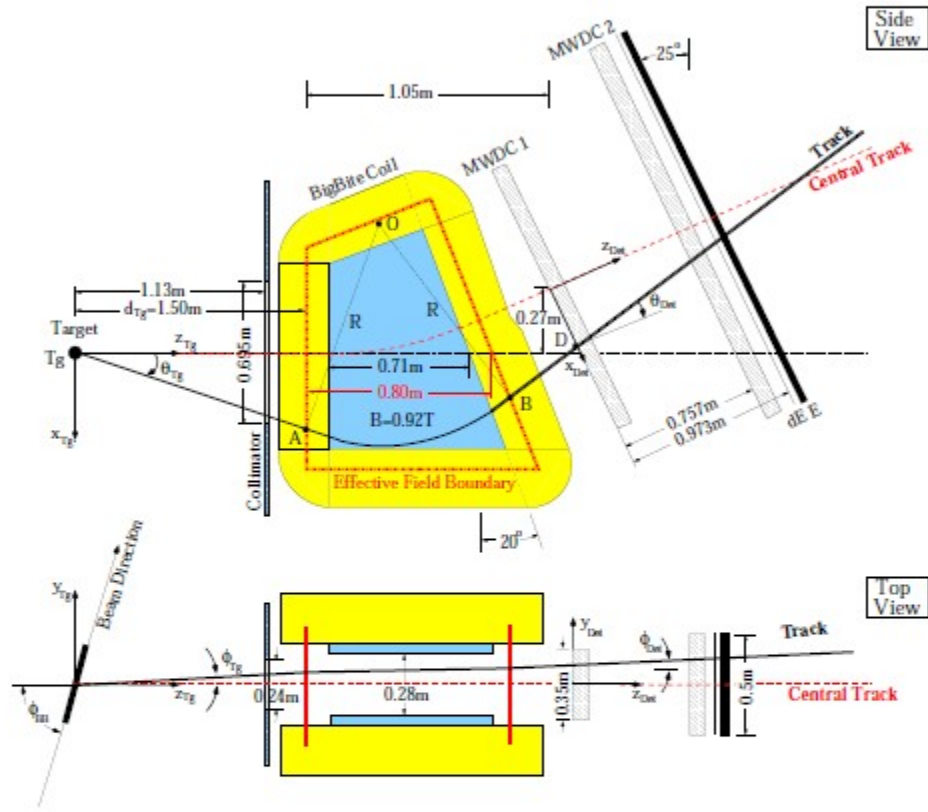 Side
View
MWDC 2
25°
1.05m
MWDC 1
Track
Central Track
BigBite Coil
O
z_Det
1.13m
d_Tg=1.50m
R
R
θ_Det
0.27m
Target
Tg
z_Tg
θ_Tg
0.695m
D
x_Det
0.71m
0.80m
B
B=0.92T
A
x_Tg
0.757m
0.973m
dE E
Collimator
Effective Field Boundary
20°
Beam Direction
y_Tg
Top
View
y_Det
ϕ_Det
Track
ϕ_Tg
z_Tg
0.24m
0.28m
0.35m
z_Det
0.5m
Central Track